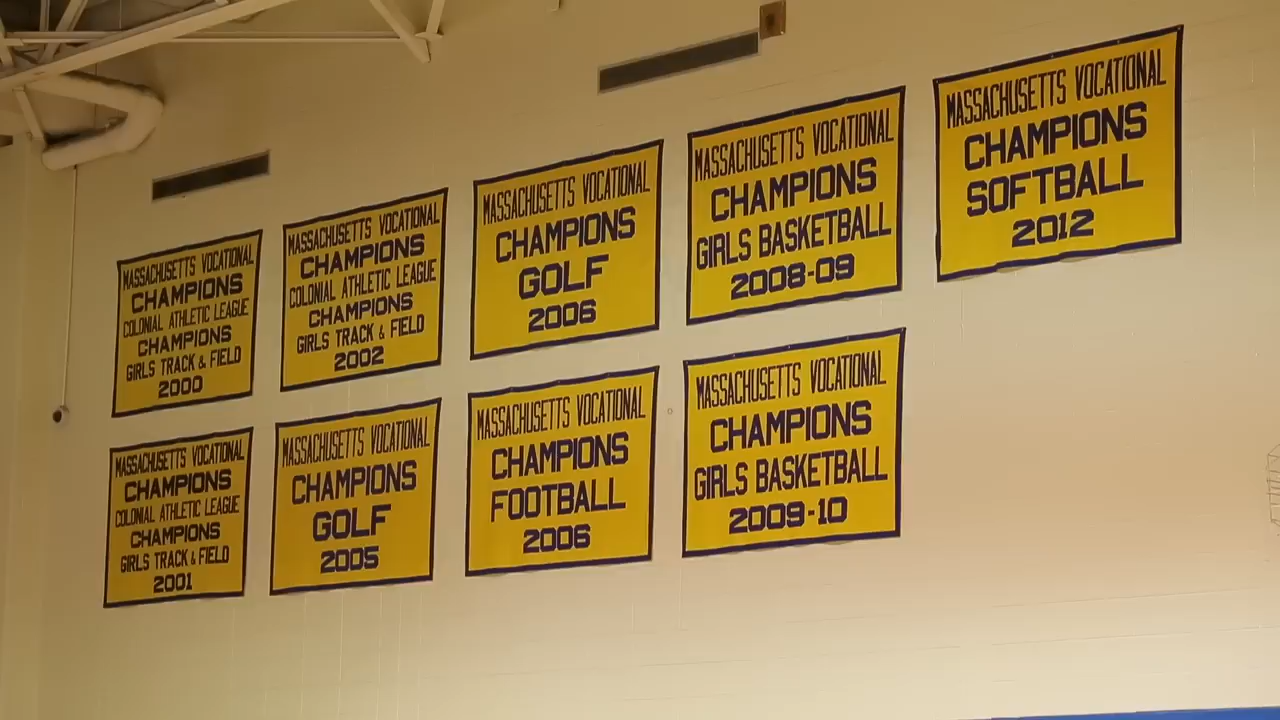 MASSACHUSETTS VOCATIONAL
CHAMPIONS
COLONIAL ATHLETIC LEAGUE
CHAMPIONS
GIRLS TRACK & FIELD
2000
MASSACHUSETTS VOCATIONAL
CHAMPIONS
COLONIAL ATHLETIC LEAGUE
CHAMPIONS
GIRLS TRACK & FIELD
2002
MASSACHUSETTS VOCATIONAL
CHAMPIONS
GOLF
2006
MASSACHUSETTS VOCATIONAL
CHAMPIONS
GIRLS BASKETBALL
2008-09
MASSACHUSETTS VOCATIONAL
CHAMPIONS
SOFTBALL
2012
MASSACHUSETTS VOCATIONAL
CHAMPIONS
COLONIAL ATHLETIC LEAGUE
CHAMPIONS
GIRLS TRACK & FIELD
2001
MASSACHUSETTS VOCATIONAL
CHAMPIONS
GOLF
2005
MASSACHUSETTS VOCATIONAL
CHAMPIONS
FOOTBALL
2006
MASSACHUSETTS VOCATIONAL
CHAMPIONS
GIRLS BASKETBALL
2009-10